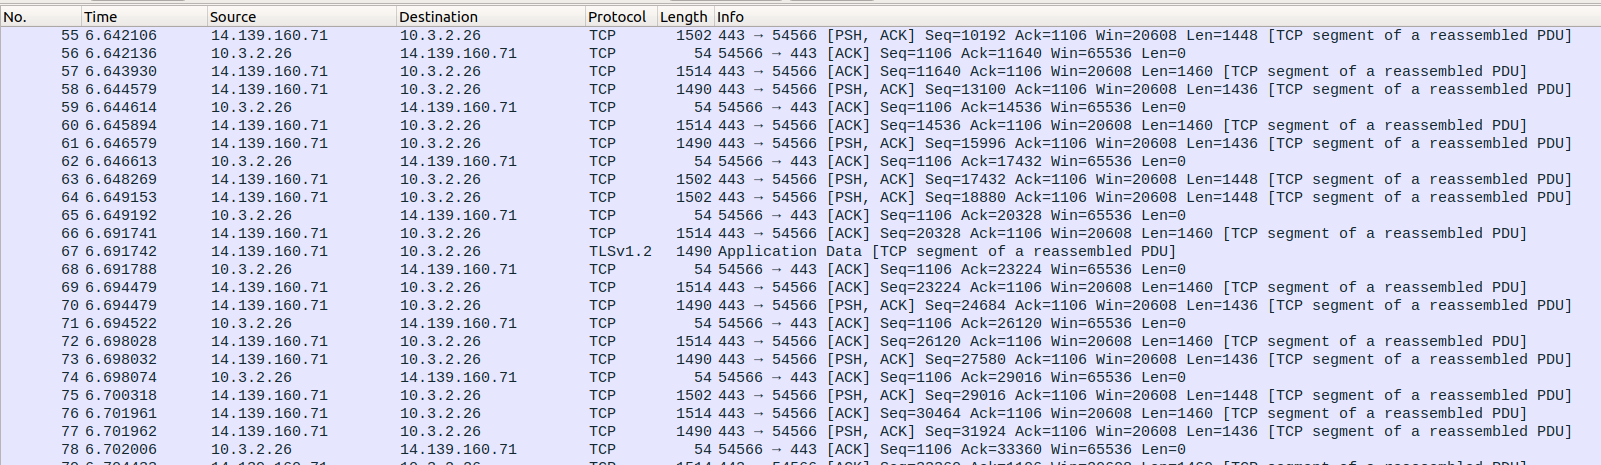 No. Time Source Destination Protocol Length Info
55 6.642106 14.139.160.71 10.3.2.26 TCP 1502 443 → 54566 [PSH, ACK] Seq=10192 Ack=1106 Win=20608 Len=1448 [TCP segment of a reassembled PDU]
56 6.642136 10.3.2.26 14.139.160.71 TCP 54 54566 → 443 [ACK] Seq=1106 Ack=11640 Win=65536 Len=0
57 6.643930 14.139.160.71 10.3.2.26 TCP 1514 443 → 54566 [ACK] Seq=11640 Ack=1106 Win=20608 Len=1460 [TCP segment of a reassembled PDU]
58 6.644579 14.139.160.71 10.3.2.26 TCP 1490 443 → 54566 [PSH, ACK] Seq=13100 Ack=1106 Win=20608 Len=1436 [TCP segment of a reassembled PDU]
59 6.644614 10.3.2.26 14.139.160.71 TCP 54 54566 → 443 [ACK] Seq=1106 Ack=14536 Win=65536 Len=0
60 6.645894 14.139.160.71 10.3.2.26 TCP 1514 443 → 54566 [ACK] Seq=14536 Ack=1106 Win=20608 Len=1460 [TCP segment of a reassembled PDU]
61 6.646579 14.139.160.71 10.3.2.26 TCP 1490 443 → 54566 [PSH, ACK] Seq=15996 Ack=1106 Win=20608 Len=1436 [TCP segment of a reassembled PDU]
62 6.646613 10.3.2.26 14.139.160.71 TCP 54 54566 → 443 [ACK] Seq=1106 Ack=17432 Win=65536 Len=0
63 6.648269 14.139.160.71 10.3.2.26 TCP 1502 443 → 54566 [PSH, ACK] Seq=17432 Ack=1106 Win=20608 Len=1448 [TCP segment of a reassembled PDU]
64 6.649153 14.139.160.71 10.3.2.26 TCP 1502 443 → 54566 [PSH, ACK] Seq=18880 Ack=1106 Win=20608 Len=1448 [TCP segment of a reassembled PDU]
65 6.649192 10.3.2.26 14.139.160.71 TCP 54 54566 → 443 [ACK] Seq=1106 Ack=20328 Win=65536 Len=0
66 6.691741 14.139.160.71 10.3.2.26 TCP 1514 443 → 54566 [ACK] Seq=20328 Ack=1106 Win=20608 Len=1460 [TCP segment of a reassembled PDU]
67 6.691742 14.139.160.71 10.3.2.26 TLSv1.2 1490 Application Data [TCP segment of a reassembled PDU]
68 6.691788 10.3.2.26 14.139.160.71 TCP 54 54566 → 443 [ACK] Seq=1106 Ack=23224 Win=65536 Len=0
69 6.694479 14.139.160.71 10.3.2.26 TCP 1514 443 → 54566 [ACK] Seq=23224 Ack=1106 Win=20608 Len=1460 [TCP segment of a reassembled PDU]
70 6.694479 14.139.160.71 10.3.2.26 TCP 1490 443 → 54566 [PSH, ACK] Seq=24684 Ack=1106 Win=20608 Len=1436 [TCP segment of a reassembled PDU]
71 6.694522 10.3.2.26 14.139.160.71 TCP 54 54566 → 443 [ACK] Seq=1106 Ack=26120 Win=65536 Len=0
72 6.698028 14.139.160.71 10.3.2.26 TCP 1514 443 → 54566 [ACK] Seq=26120 Ack=1106 Win=20608 Len=1460 [TCP segment of a reassembled PDU]
73 6.698032 14.139.160.71 10.3.2.26 TCP 1490 443 → 54566 [PSH, ACK] Seq=27580 Ack=1106 Win=20608 Len=1436 [TCP segment of a reassembled PDU]
74 6.698074 10.3.2.26 14.139.160.71 TCP 54 54566 → 443 [ACK] Seq=1106 Ack=29016 Win=65536 Len=0
75 6.700318 14.139.160.71 10.3.2.26 TCP 1502 443 → 54566 [PSH, ACK] Seq=29016 Ack=1106 Win=20608 Len=1448 [TCP segment of a reassembled PDU]
76 6.701961 14.139.160.71 10.3.2.26 TCP 1514 443 → 54566 [ACK] Seq=30464 Ack=1106 Win=20608 Len=1460 [TCP segment of a reassembled PDU]
77 6.701962 14.139.160.71 10.3.2.26 TCP 1490 443 → 54566 [PSH, ACK] Seq=31924 Ack=1106 Win=20608 Len=1436 [TCP segment of a reassembled PDU]
78 6.702006 10.3.2.26 14.139.160.71 TCP 54 54566 → 443 [ACK] Seq=1106 Ack=33360 Win=65536 Len=0